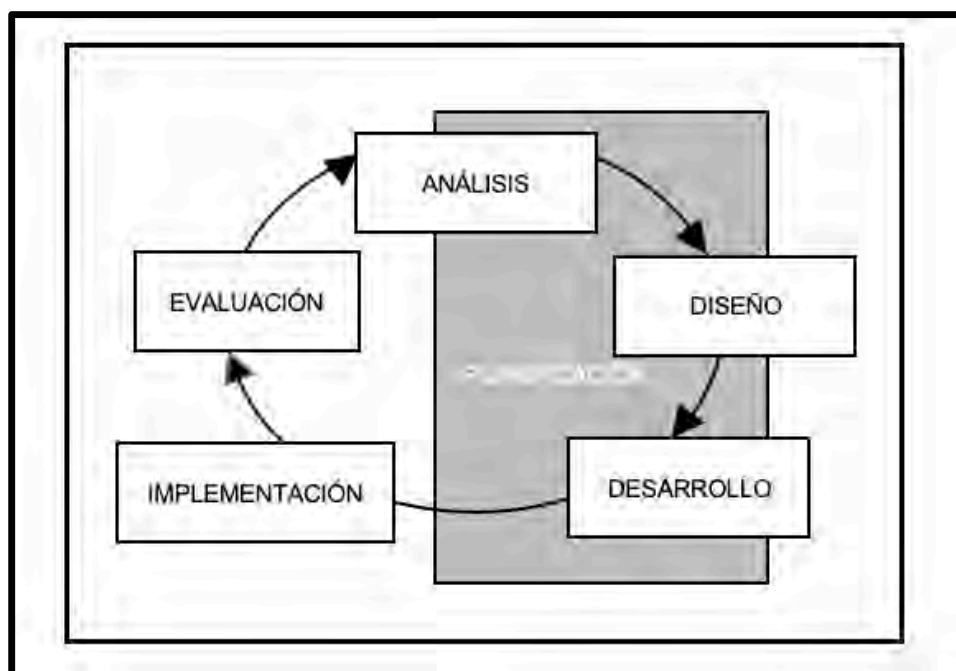 ANÁLISIS
EVALUACIÓN
DISEÑO
IMPLEMENTACIÓN
DESARROLLO